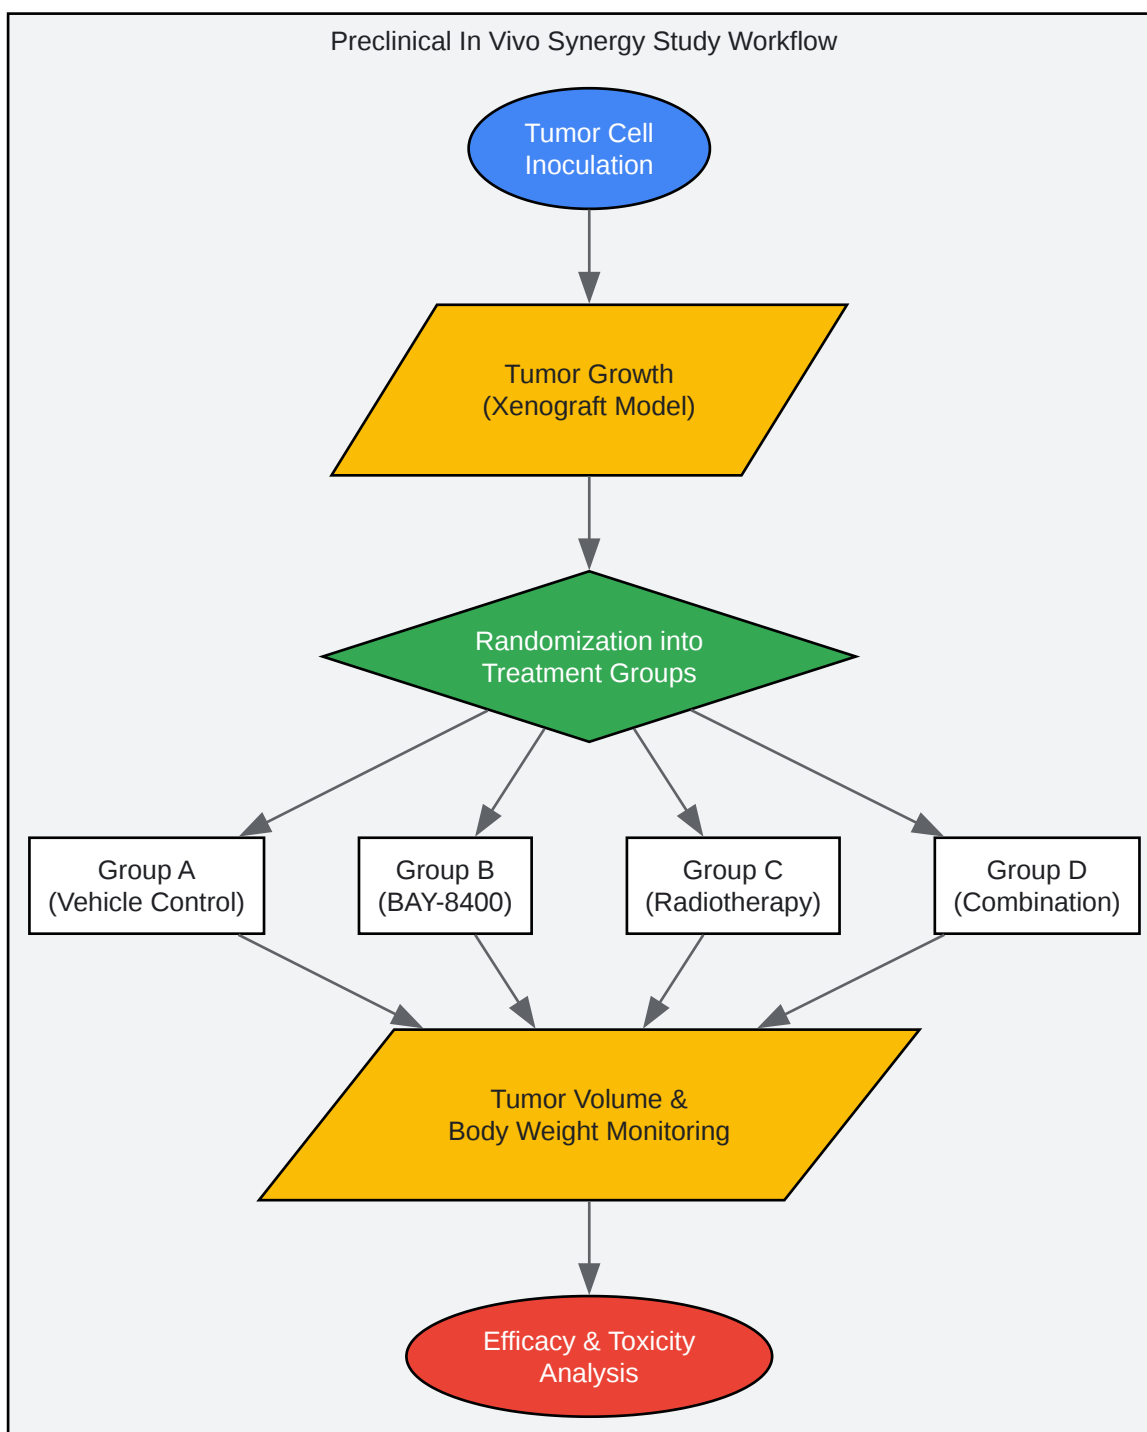 Preclinical In Vivo Synergy Study Workflow
Tumor Cell
Inoculation
Tumor Growth
(Xenograft Model)
Randomization into
Treatment Groups
Group A
(Vehicle Control)
Group B
(BAY-8400)
Group C
(Radiotherapy)
Group D
(Combination)
Tumor Volume &
Body Weight Monitoring
Efficacy & Toxicity
Analysis